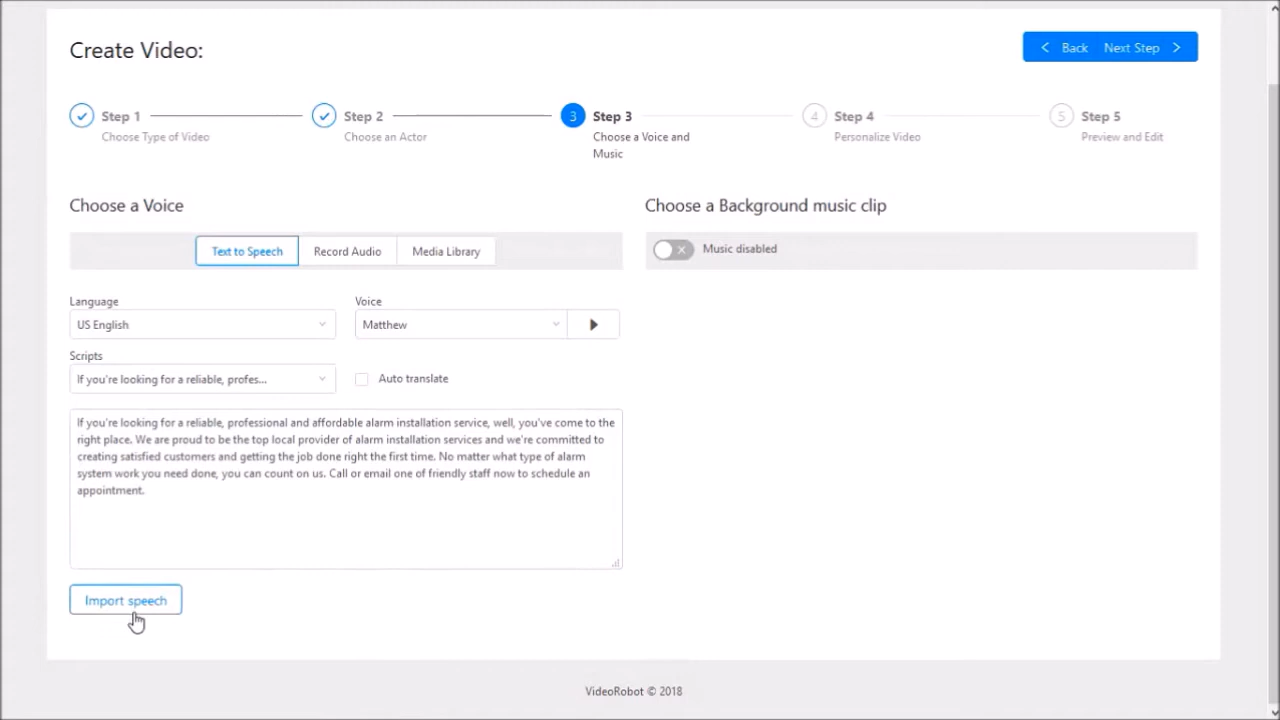 Create Video:
Back Next Step
Step 1
Choose Type of Video
Step 2
Choose an Actor
3 Step 3
Choose a Voice and
Music
4 Step 4
Personalize Video
5 Step 5
Preview and Edit
Choose a Voice
Text to Speech Record Audio Media Library
Language
US English
Voice
Matthew
Scripts
If you're looking for a reliable, profes...
Auto translate
If you're looking for a reliable, professional and affordable alarm installation service, well, you've come to the
right place. We are proud to be the top local provider of alarm installation services and we're committed to
creating satisfied customers and getting the job done right the first time. No matter what type of alarm
system work you need done, you can count on us. Call or email one of friendly staff now to schedule an
appointment.
Import speech
Choose a Background music clip
Music disabled
VideoRobot © 2018